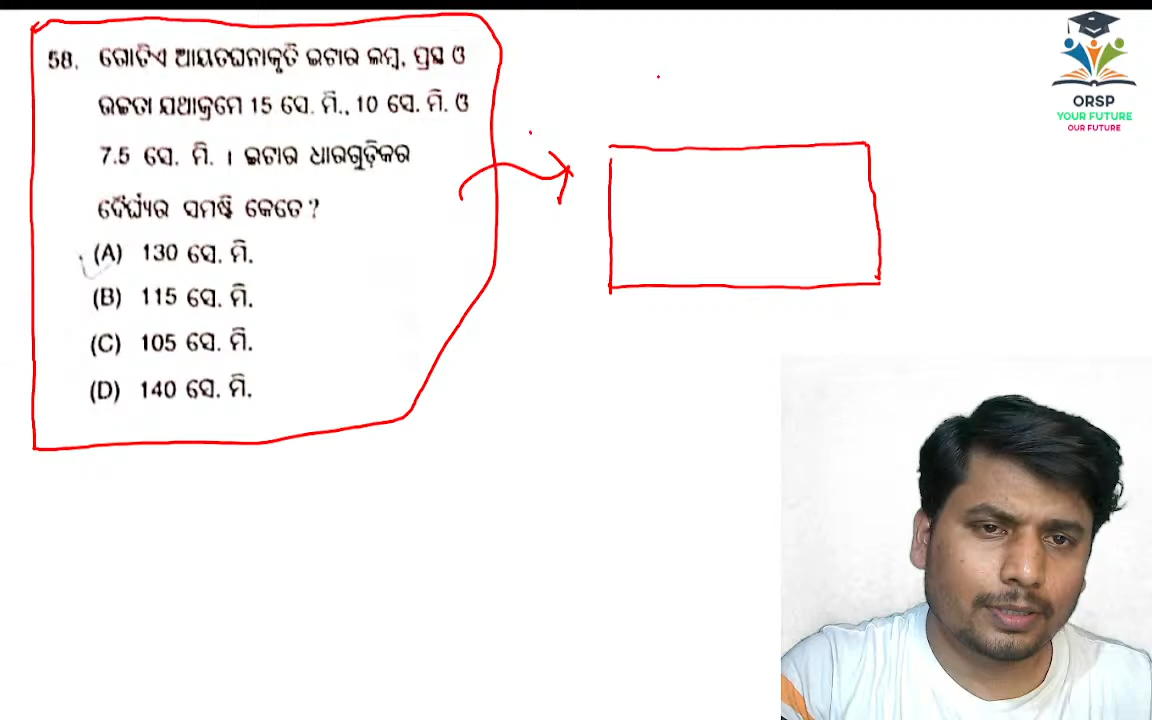 58. ଗୋଟିଏ ଆୟତଘନାକୃତି ଇଟାର ଲମ୍ବ, ପ୍ରସ୍ଥ ଓ
ଉଚ୍ଚତା ଯଥାକ୍ରମେ 15 ସେ. ମି., 10 ସେ. ମି. ଓ
7.5 ସେ. ମି. । ଇଟାର ଧାରଗୁଡ଼ିକର
ଦୈର୍ଘ୍ୟର ସମଷ୍ଟି କେତେ ?
(A) 130 ସେ. ମି.
(B) 115 ସେ. ମି.
(C) 105 ସେ. ମି.
(D) 140 ସେ. ମି.
ORSP
YOUR FUTURE
OUR FUTURE